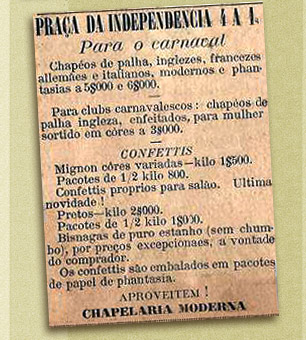 PRAÇA DA INDEPENDENCIA 4 A 1.
Para o carnaval
Chapéos de palha, inglezes, francezes
allemães e italianos, modernos e phan-
tasias a 5$000 e 6$000.
Para clubs carnavalescos: chapéos de
palha ingleza, enfeitados, para mulher
sortido em côres a 3$000.
CONFETTIS
Mignon côres variadas—kilo 1$500.
Pacotes de 1/2 kilo 800.
Confettis proprios para salão. Ultima
novidade!
Pretos—kilo 2$000.
Pacotes de 1/2 kilo 1$000.
Bisnagas de puro estanho (sem chum-
bo), por preços excepcionaes, a vontade
do comprador.
Os confettis são embalados em pacotes
de papel de phantasia.
APROVEITEM!
CHAPELARIA MODERNA